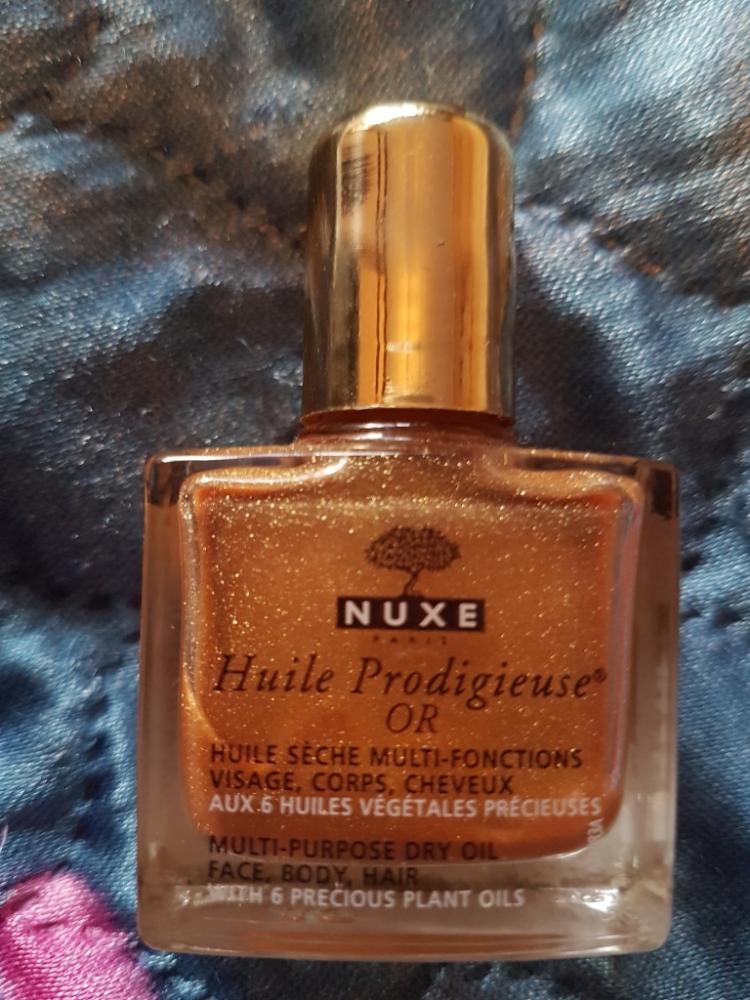 NUXE
PARIS
Huile Prodigieuse®
OR
HUILE SÈCHE MULTI-FONCTIONS
VISAGE, CORPS, CHEVEUX
AUX 6 HUILES VÉGÉTALES PRÉCIEUSES
MULTI-PURPOSE DRY OIL
FACE, BODY, HAIR
WITH 6 PRECIOUS PLANT OILS